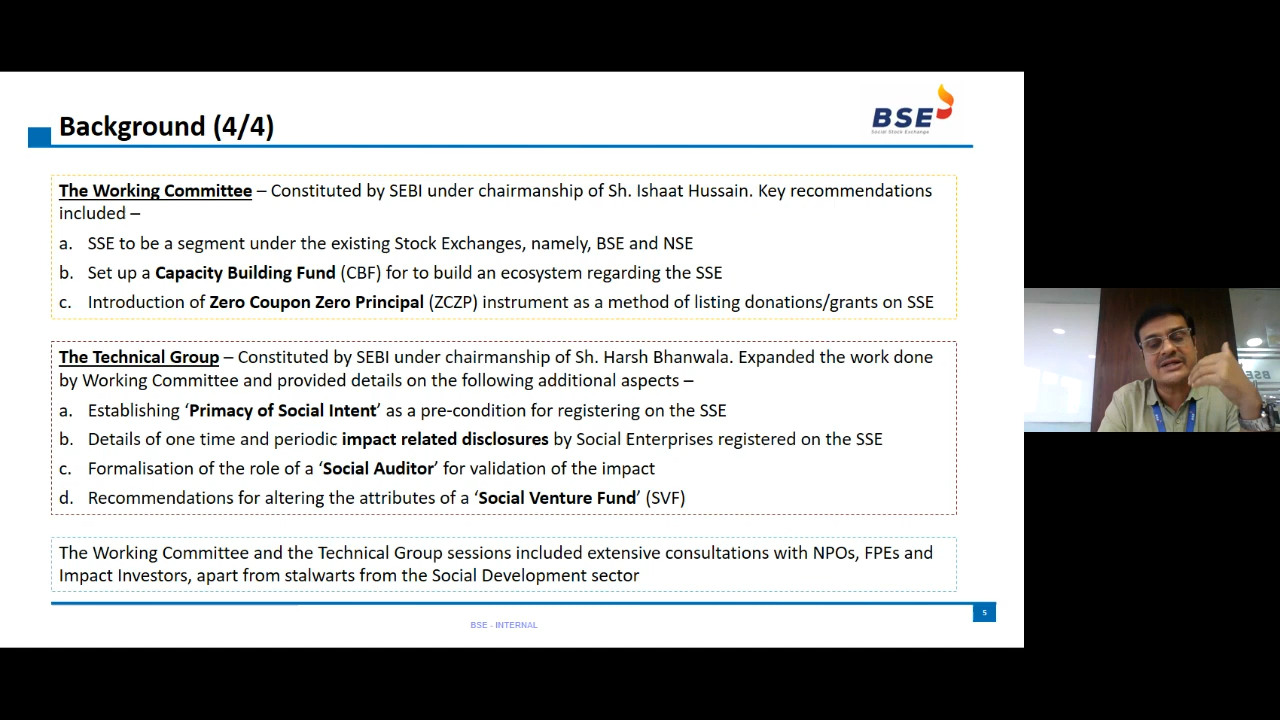 Background (4/4)
BSE
Social Stock Exchange
The Working Committee – Constituted by SEBI under chairmanship of Sh. Ishaat Hussain. Key recommendations
included –
a. SSE to be a segment under the existing Stock Exchanges, namely, BSE and NSE
b. Set up a Capacity Building Fund (CBF) for to build an ecosystem regarding the SSE
c. Introduction of Zero Coupon Zero Principal (ZCZP) instrument as a method of listing donations/grants on SSE
The Technical Group – Constituted by SEBI under chairmanship of Sh. Harsh Bhanwala. Expanded the work done
by Working Committee and provided details on the following additional aspects –
a. Establishing ‘Primacy of Social Intent’ as a pre-condition for registering on the SSE
b. Details of one time and periodic impact related disclosures by Social Enterprises registered on the SSE
c. Formalisation of the role of a ‘Social Auditor’ for validation of the impact
d. Recommendations for altering the attributes of a ‘Social Venture Fund’ (SVF)
The Working Committee and the Technical Group sessions included extensive consultations with NPOs, FPEs and
Impact Investors, apart from stalwarts from the Social Development sector
5
BSE - INTERNAL
BSE